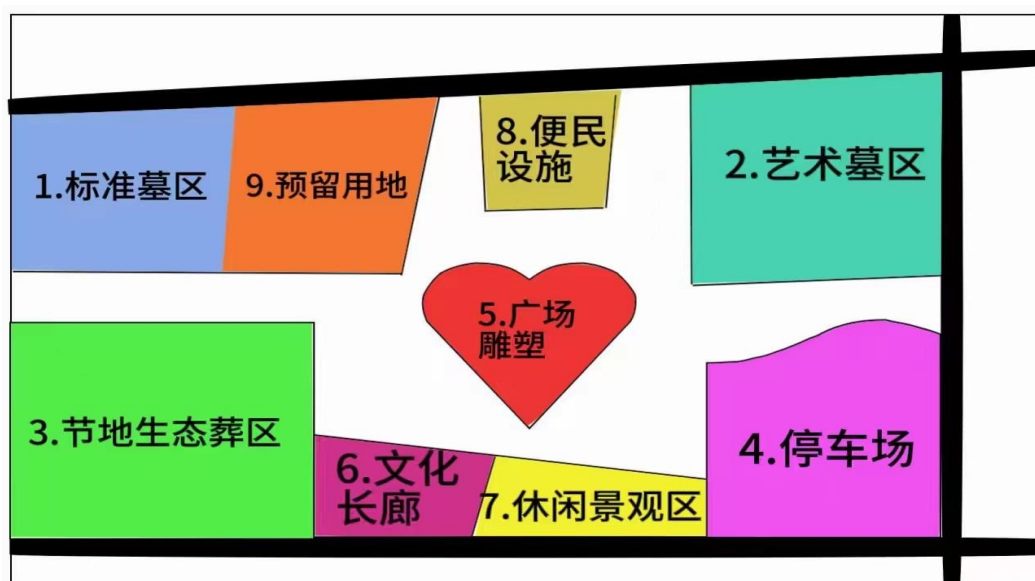 1.标准墓区
9.预留用地
8.便民
设施
2.艺术墓区
5.广场
雕塑
3.节地生态葬区
6.文化
长廊
7.休闲景观区
4.停车场